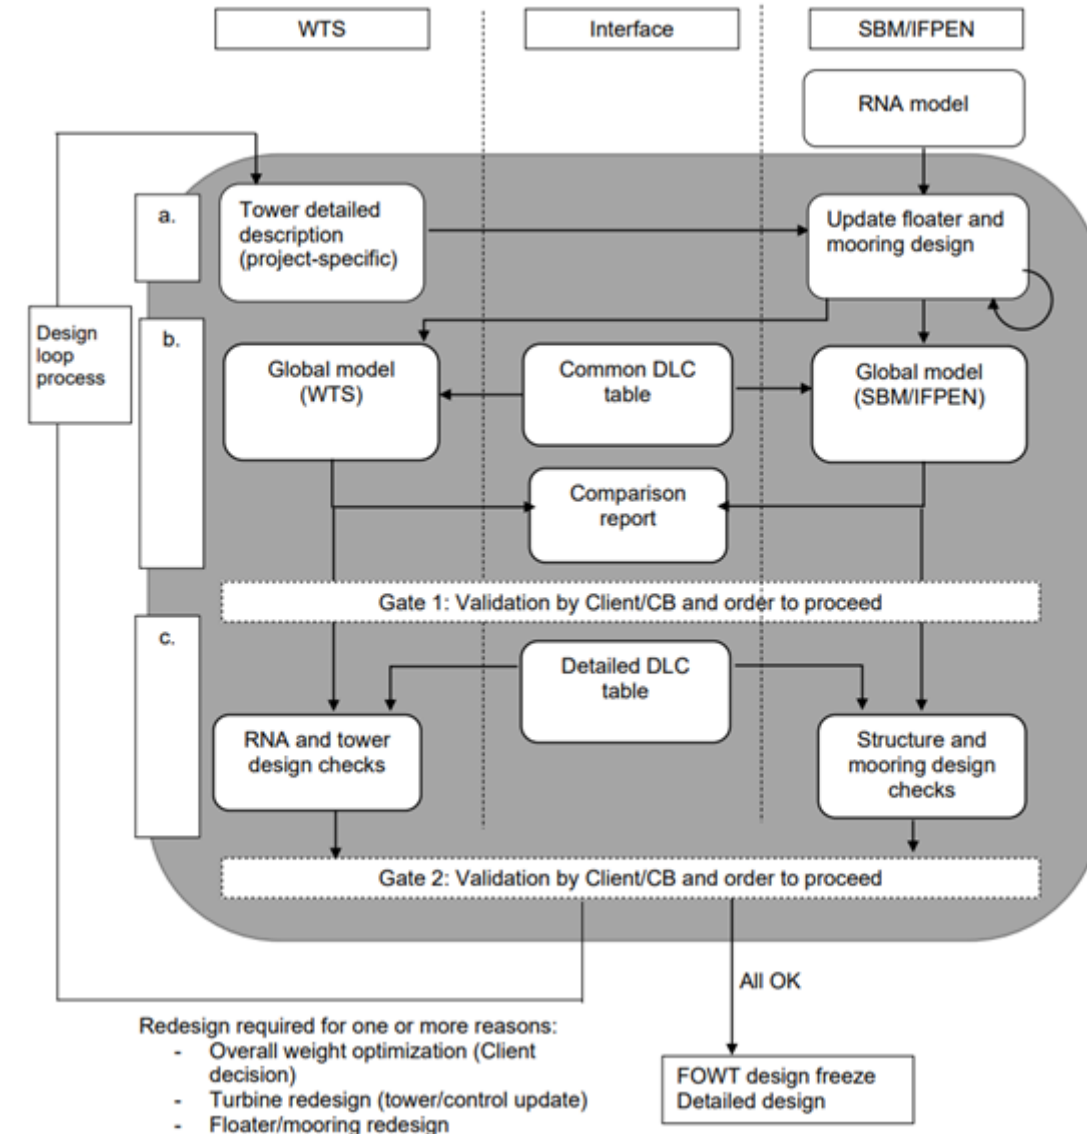 WTS
Interface
SBM/IFPEN
RNA model
a.
Tower detailed
description
(project-specific)
Update floater and
mooring design
Design
loop
process
b.
Global model
(WTS)
Common DLC
table
Global model
(SBM/IFPEN)
Comparison
report
Gate 1: Validation by Client/CB and order to proceed
c.
Detailed DLC
table
RNA and tower
design checks
Structure and
mooring design
checks
Gate 2: Validation by Client/CB and order to proceed
All OK
Redesign required for one or more reasons:
- Overall weight optimization (Client
decision)
- Turbine redesign (tower/control update)
- Floater/mooring redesign
FOWT design freeze
Detailed design